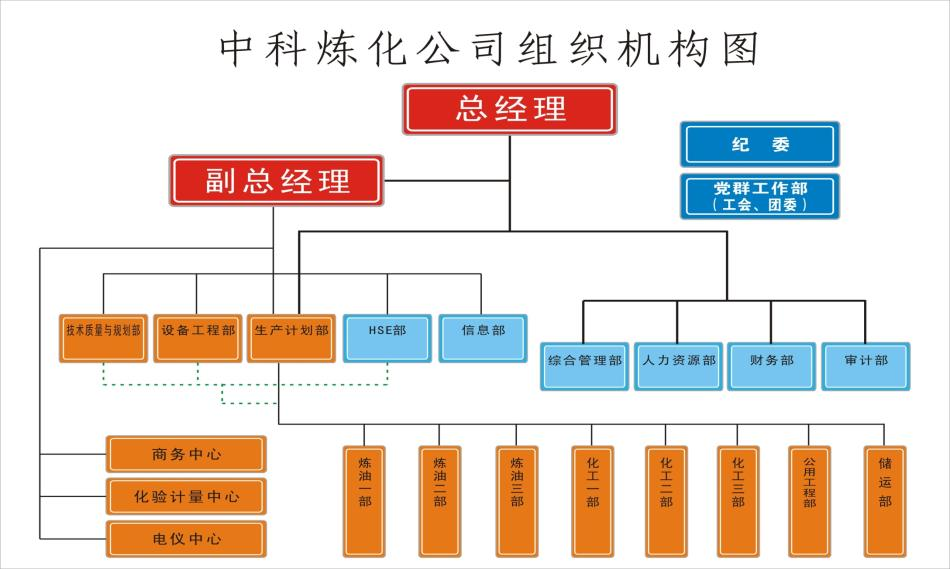 中科炼化公司组织机构图
总经理
纪 委
副总经理
党群工作部
（工会、团委）
技术质量与规划部
设备工程部
生产计划部
HSE部
信息部
综合管理部
人力资源部
财务部
审计部
商务中心
化验计量中心
电仪中心
炼油一部
炼油二部
炼油三部
化工一部
化工二部
化工三部
公用工程部
储运部